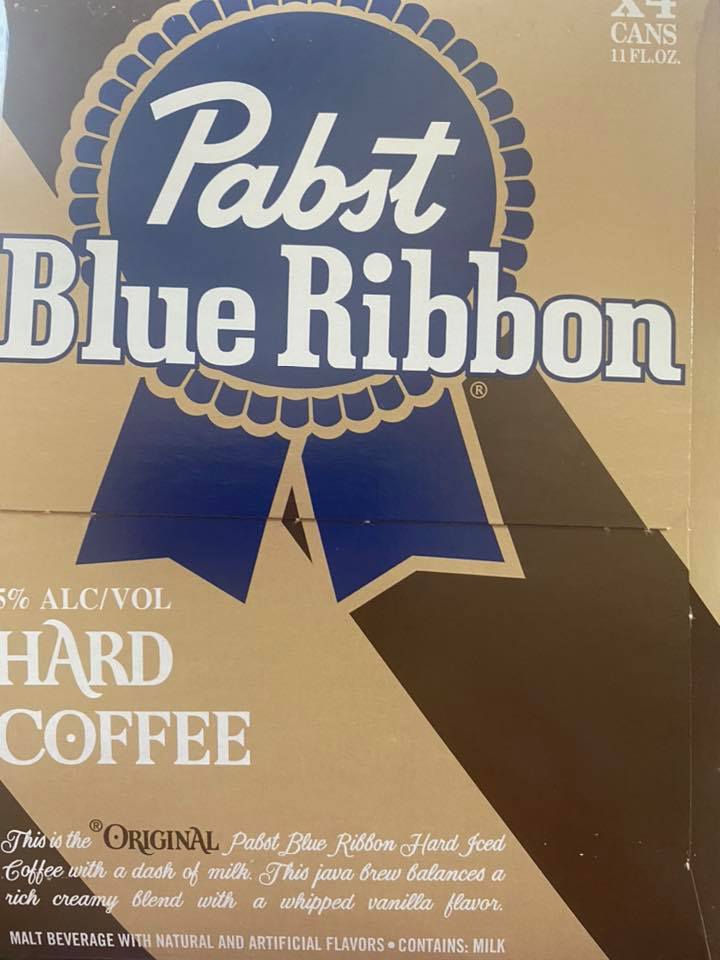 X4
CANS
11 FL.OZ.
Pabst
Blue Ribbon
®
5% ALC/VOL
HARD
COFFEE
This is the ®ORIGINAL Pabst Blue Ribbon Hard Iced
Coffee with a dash of milk. This java brew balances a
rich creamy blend with a whipped vanilla flavor.
MALT BEVERAGE WITH NATURAL AND ARTIFICIAL FLAVORS • CONTAINS: MILK